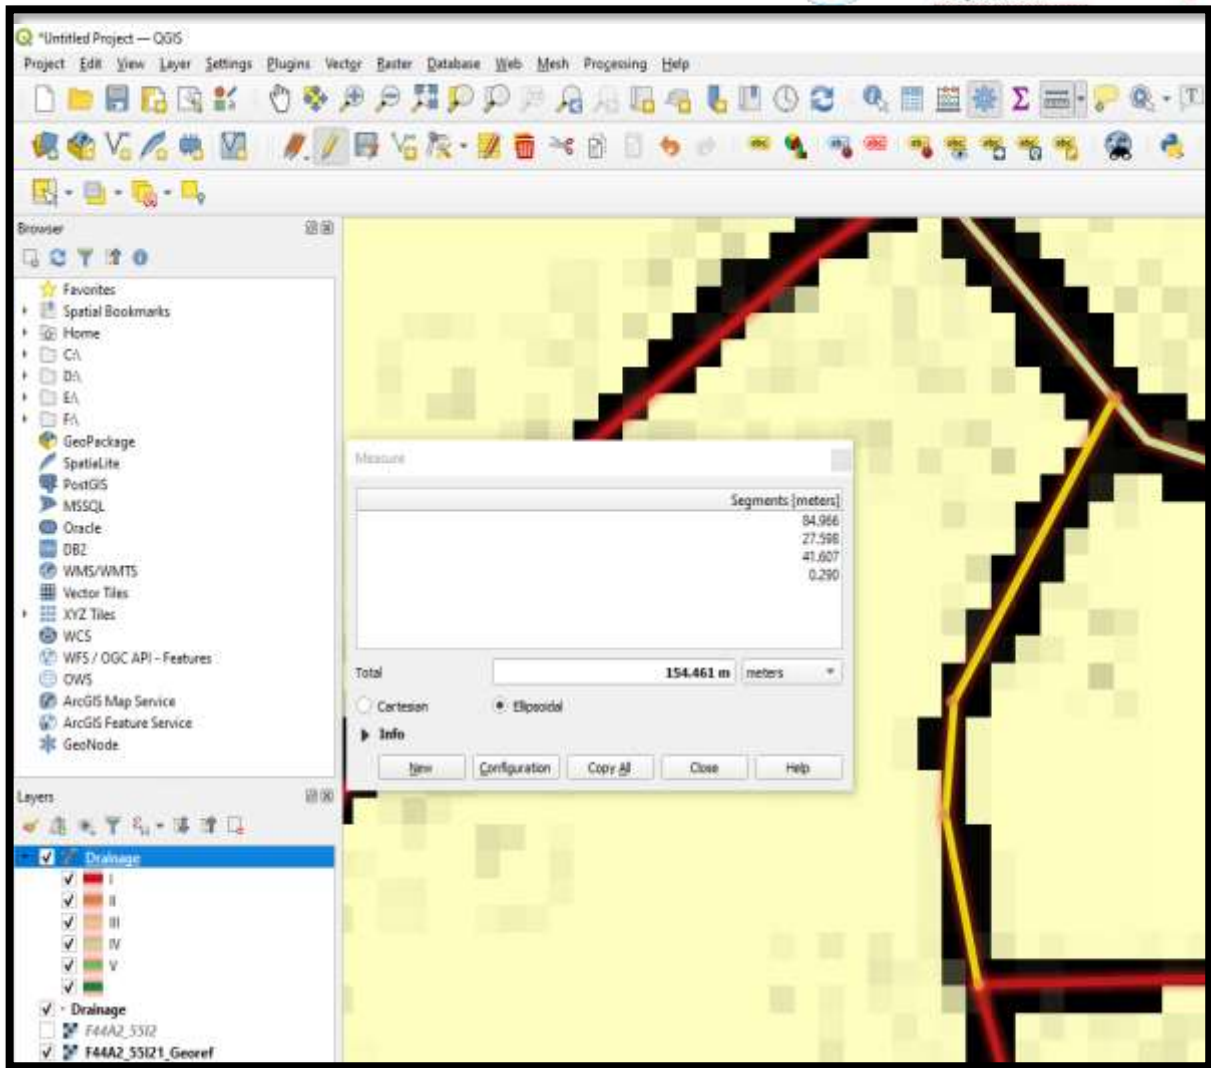 *Untitled Project — QGIS
Project Edit View Layer Settings Plugins Vector Raster Database Web Mesh Processing Help
Browser
Favorites
Spatial Bookmarks
Home
C:\
D:\
E:\
F:\
GeoPackage
SpatiaLite
PostGIS
MSSQL
Oracle
DB2
WMS/WMTS
Vector Tiles
XYZ Tiles
WCS
WFS / OGC API - Features
OWS
ArcGIS Map Service
ArcGIS Feature Service
GeoNode
Measure
Segments [meters]
84.966
27.598
41.607
0.290
Total 154.461 m meters
Cartesian Ellipsoidal
Info
New Configuration Copy All Close Help
Layers
Drainage
I
II
III
IV
V
Drainage
F44A2_55I2
F44A2_55I21_Georef